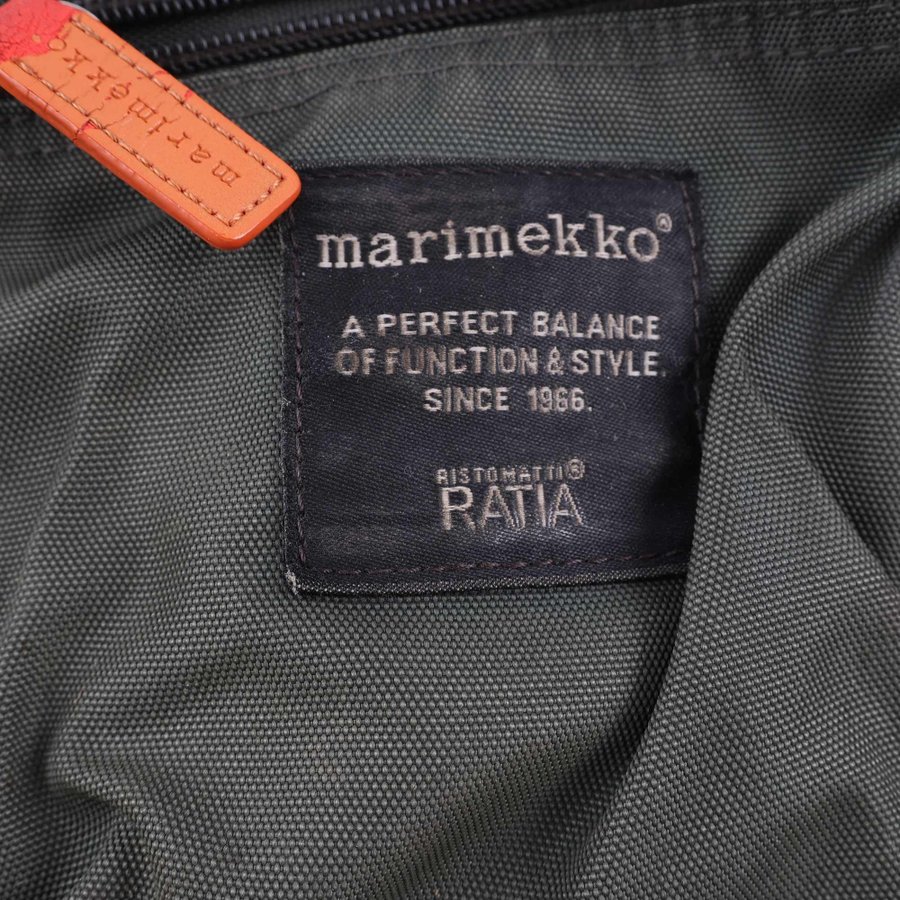 marimekko
marimekko®
A PERFECT BALANCE
OF FUNCTION & STYLE.
SINCE 1966.
RISTOMATTI®
RATIA